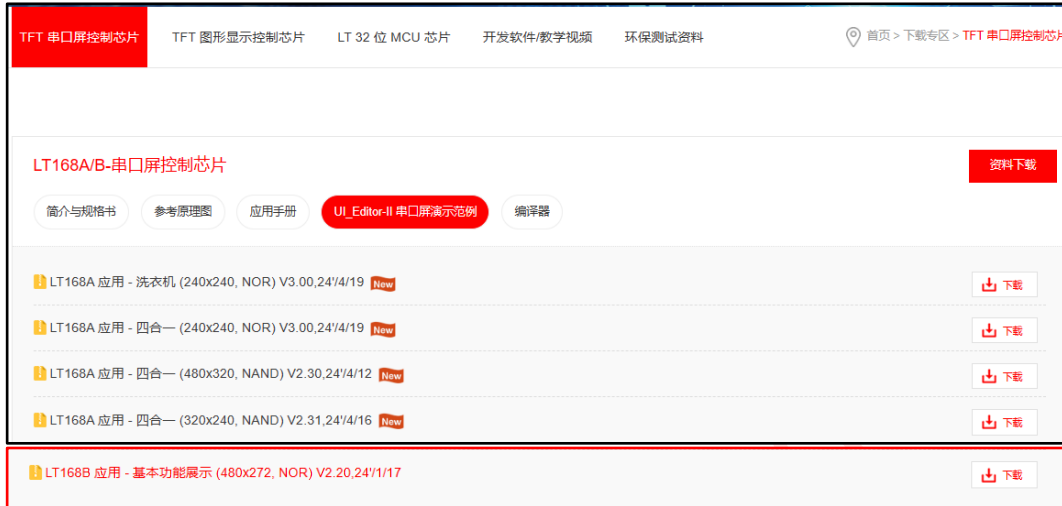 TFT 串口屏控制芯片 TFT 图形显示控制芯片 LT 32 位 MCU 芯片 开发软件/教学视频 环保测试资料 首页 > 下载专区 > TFT 串口屏控制芯片
LT168A/B-串口屏控制芯片 资料下载
简介与规格书 参考原理图 应用手册 UI_Editor-II 串口屏演示范例 编译器
LT168A 应用 - 洗衣机 (240x240, NOR) V3.00,24'/4/19 New 下载
LT168A 应用 - 四合一 (240x240, NOR) V3.00,24'/4/19 New 下载
LT168A 应用 - 四合一 (480x320, NAND) V2.30,24'/4/12 New 下载
LT168A 应用 - 四合一 (320x240, NAND) V2.31,24'/4/16 New 下载
LT168B 应用 - 基本功能展示 (480x272, NOR) V2.20,24'/1/17 下载